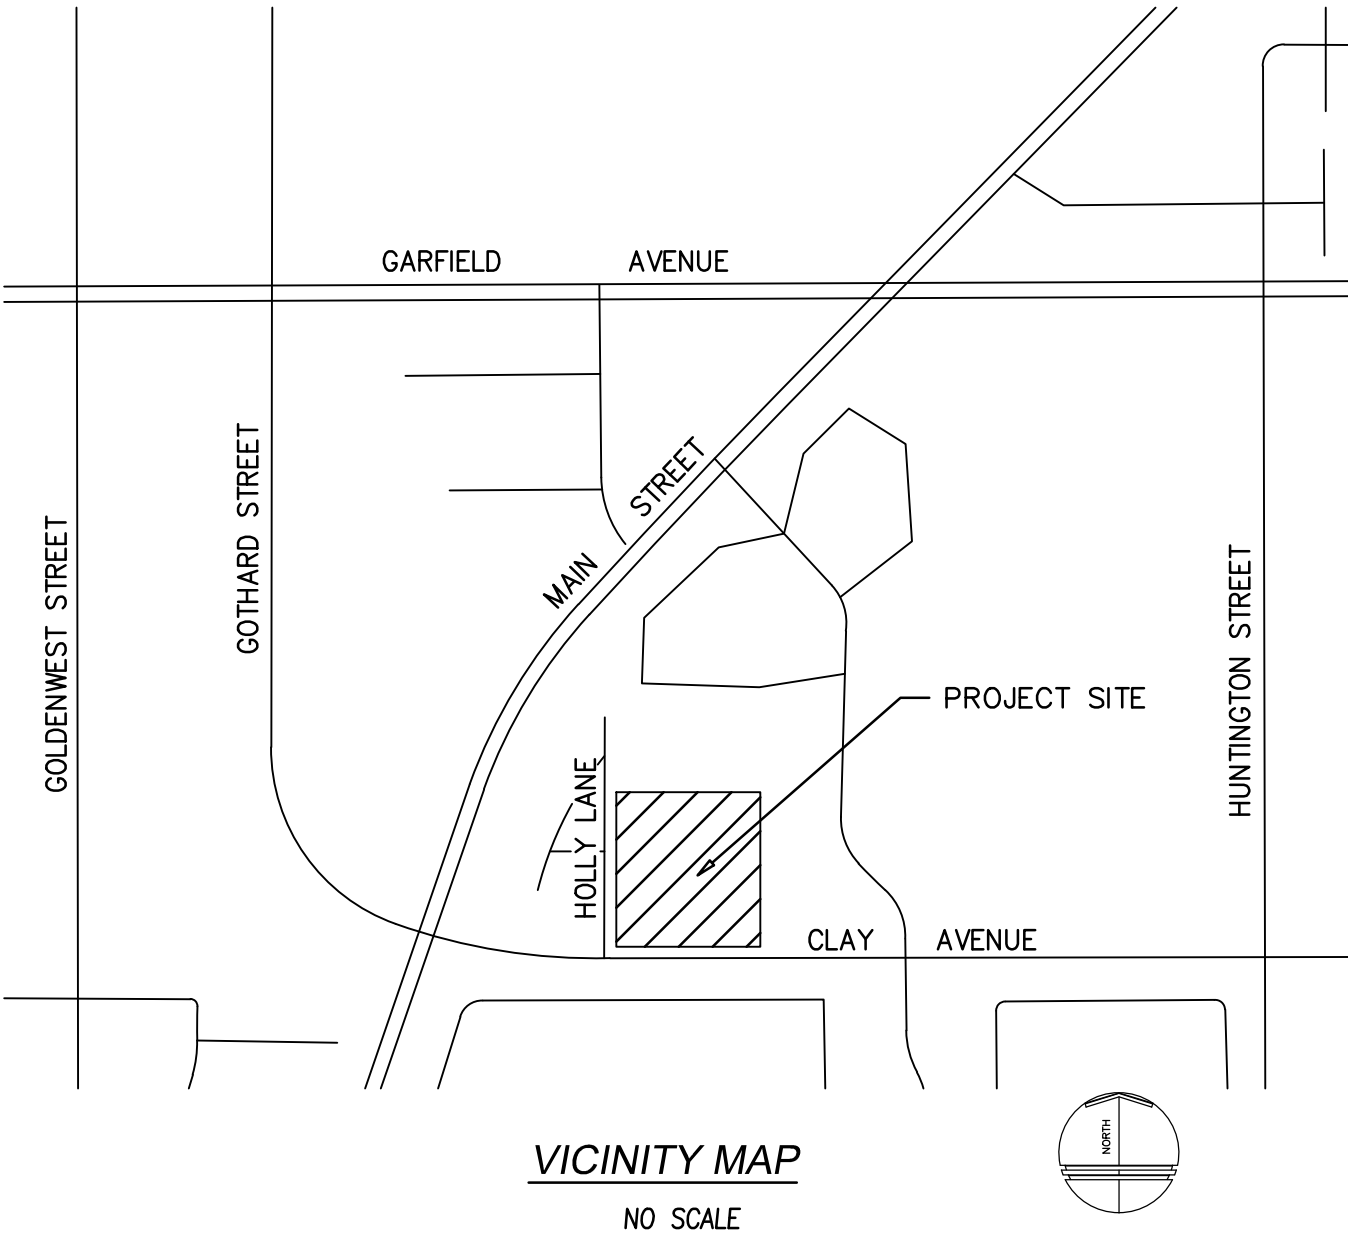 GARFIELD AVENUE
GOLDENWEST STREET
GOTHARD STREET
MAIN STREET
HUNTINGTON STREET
PROJECT SITE
HOLLY LANE
CLAY AVENUE
NORTH
VICINITY MAP
NO SCALE